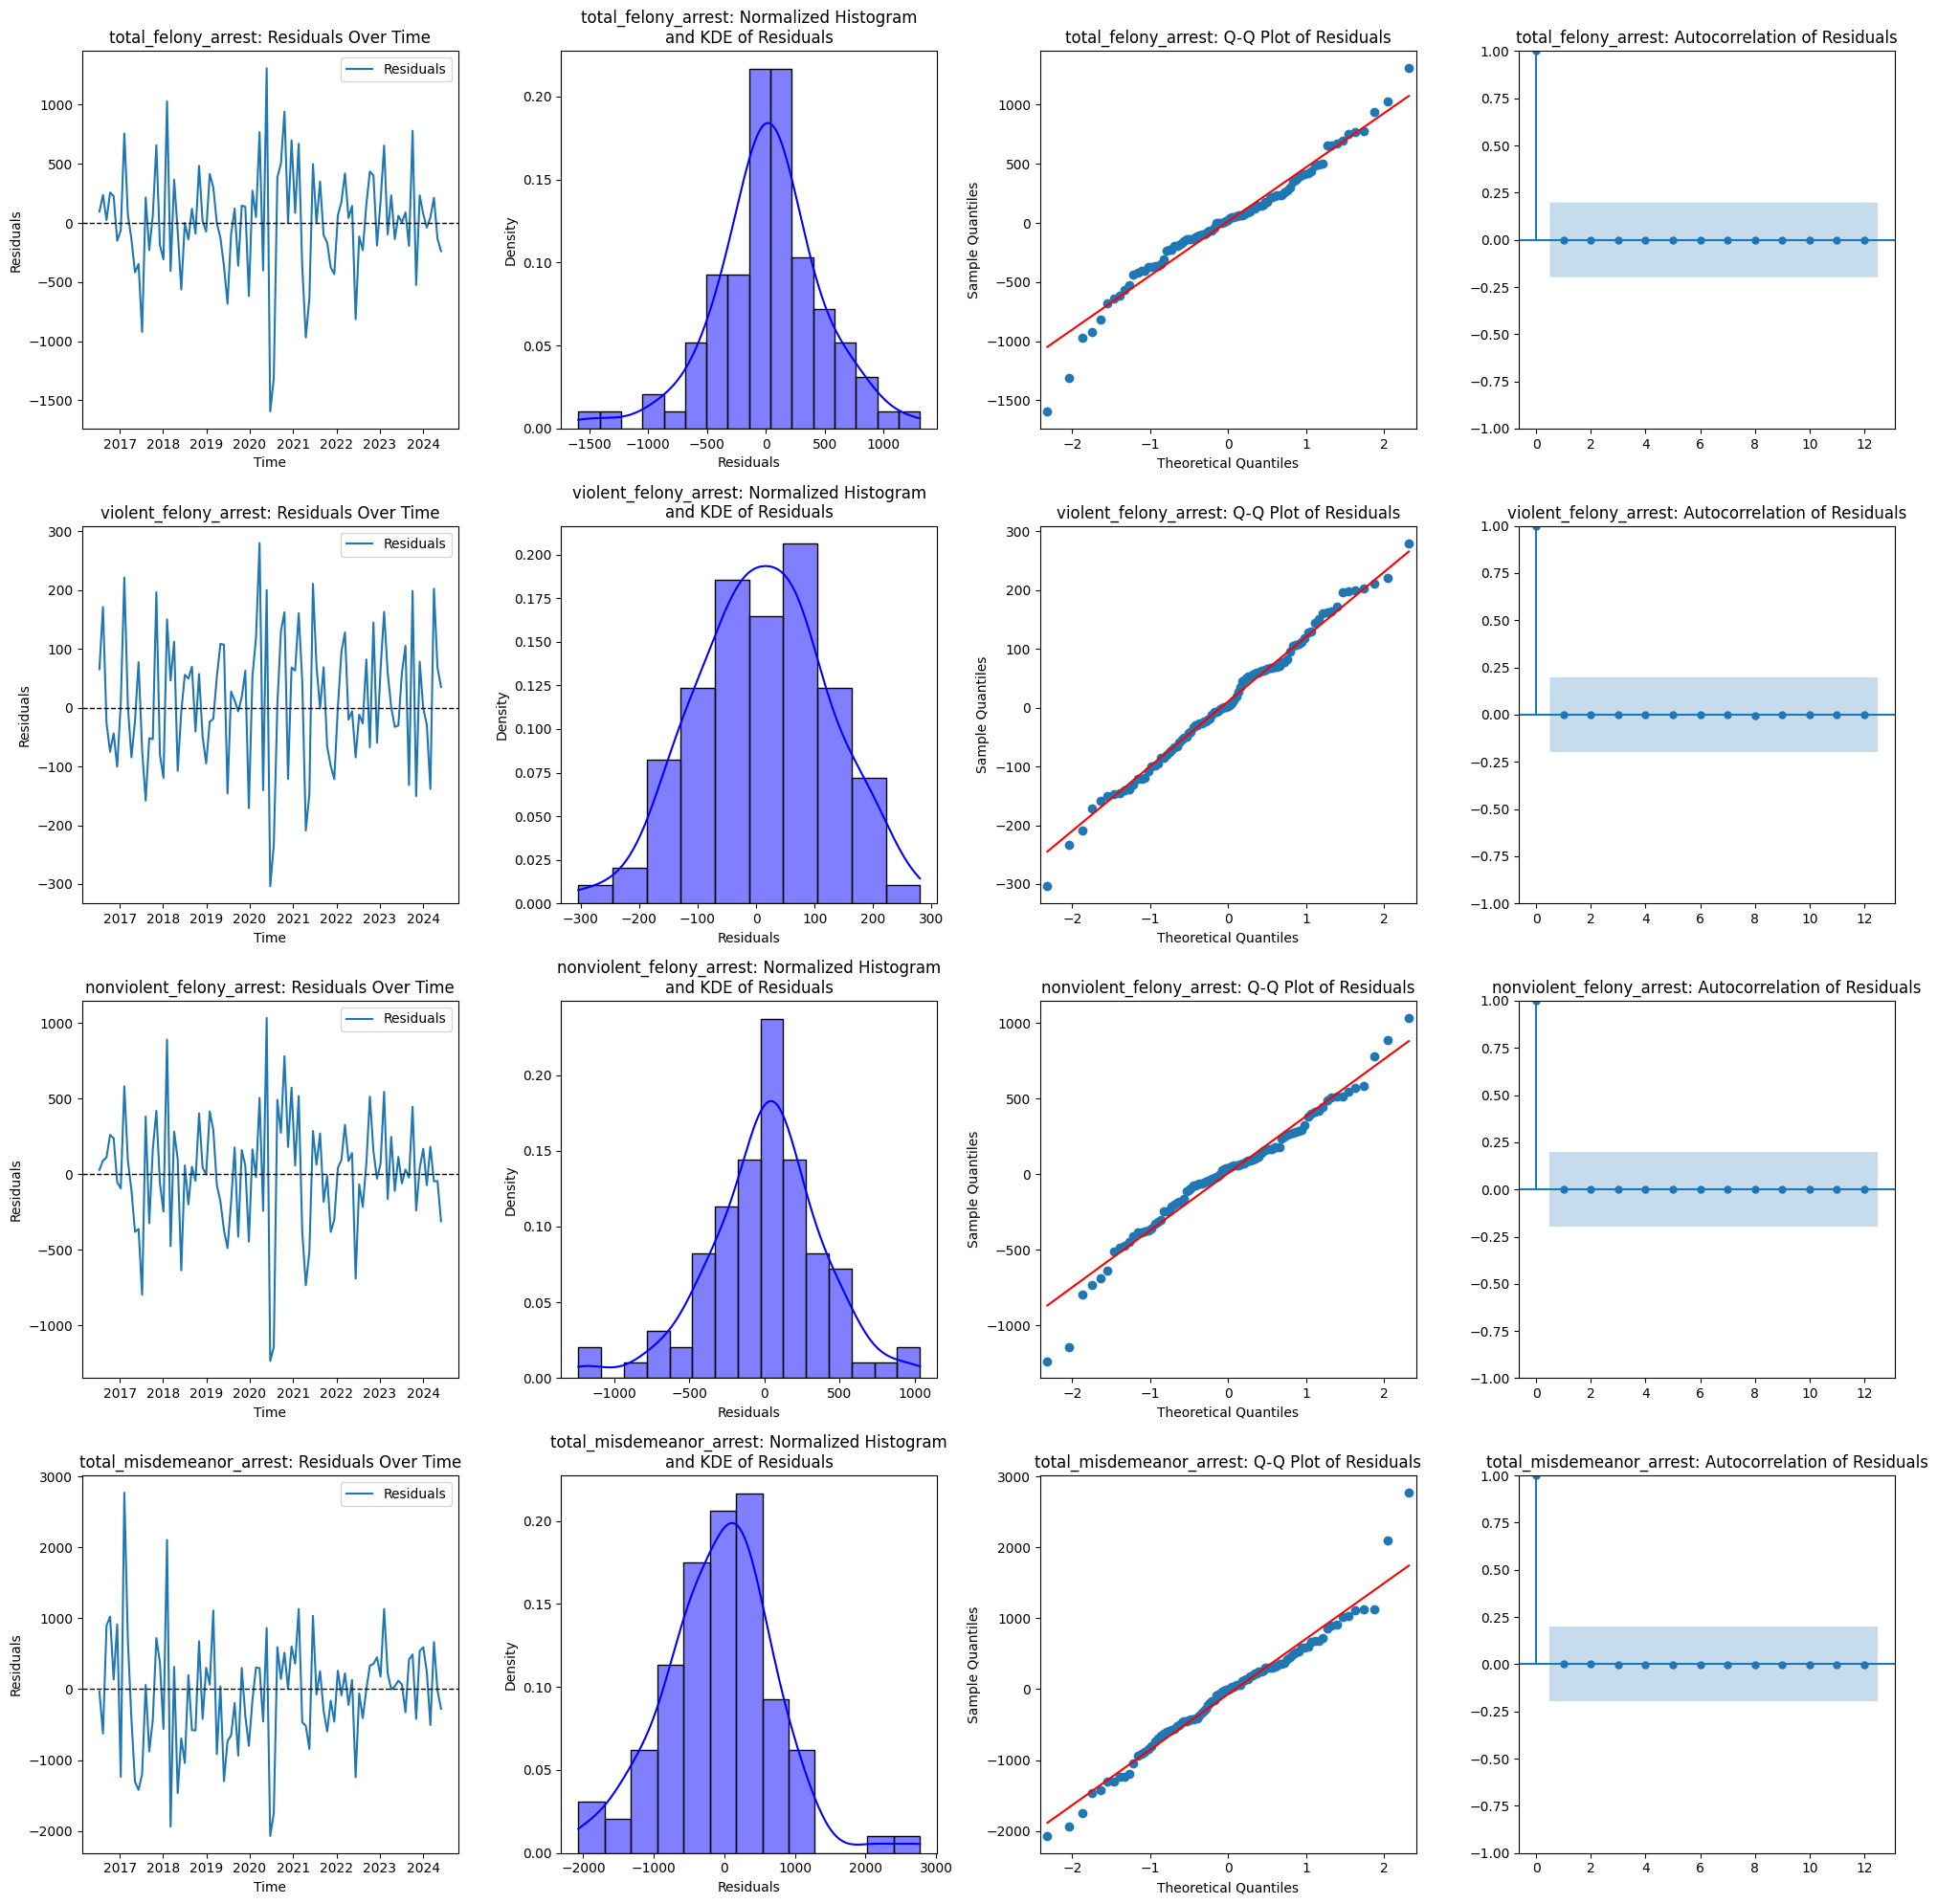 total_felony_arrest: Residuals Over Time
Residuals
1000
500
0
−500
−1000
−1500
Residuals
2017 2018 2019 2020 2021 2022 2023 2024
Time
total_felony_arrest: Normalized Histogram
and KDE of Residuals
0.20
0.15
0.10
0.05
0.00
Density
−1500 −1000 −500 0 500 1000
Residuals
total_felony_arrest: Q-Q Plot of Residuals
1000
500
0
−500
−1000
−1500
Sample Quantiles
−2 −1 0 1 2
Theoretical Quantiles
total_felony_arrest: Autocorrelation of Residuals
1.00
0.75
0.50
0.25
0.00
−0.25
−0.50
−0.75
−1.00
0 2 4 6 8 10 12
violent_felony_arrest: Residuals Over Time
Residuals
300
200
100
0
−100
−200
−300
Residuals
2017 2018 2019 2020 2021 2022 2023 2024
Time
violent_felony_arrest: Normalized Histogram
and KDE of Residuals
0.200
0.175
0.150
0.125
0.100
0.075
0.050
0.025
0.000
Density
−300 −200 −100 0 100 200 300
Residuals
violent_felony_arrest: Q-Q Plot of Residuals
300
200
100
0
−100
−200
−300
Sample Quantiles
−2 −1 0 1 2
Theoretical Quantiles
violent_felony_arrest: Autocorrelation of Residuals
1.00
0.75
0.50
0.25
0.00
−0.25
−0.50
−0.75
−1.00
0 2 4 6 8 10 12
nonviolent_felony_arrest: Residuals Over Time
Residuals
1000
500
0
−500
−1000
Residuals
2017 2018 2019 2020 2021 2022 2023 2024
Time
nonviolent_felony_arrest: Normalized Histogram
and KDE of Residuals
0.20
0.15
0.10
0.05
0.00
Density
−1000 −500 0 500 1000
Residuals
nonviolent_felony_arrest: Q-Q Plot of Residuals
1000
500
0
−500
−1000
Sample Quantiles
−2 −1 0 1 2
Theoretical Quantiles
nonviolent_felony_arrest: Autocorrelation of Residuals
1.00
0.75
0.50
0.25
0.00
−0.25
−0.50
−0.75
−1.00
0 2 4 6 8 10 12
total_misdemeanor_arrest: Residuals Over Time
Residuals
3000
2000
1000
0
−1000
−2000
Residuals
2017 2018 2019 2020 2021 2022 2023 2024
Time
total_misdemeanor_arrest: Normalized Histogram
and KDE of Residuals
0.20
0.15
0.10
0.05
0.00
Density
−2000 −1000 0 1000 2000 3000
Residuals
total_misdemeanor_arrest: Q-Q Plot of Residuals
3000
2000
1000
0
−1000
−2000
Sample Quantiles
−2 −1 0 1 2
Theoretical Quantiles
total_misdemeanor_arrest: Autocorrelation of Residuals
1.00
0.75
0.50
0.25
0.00
−0.25
−0.50
−0.75
−1.00
0 2 4 6 8 10 12